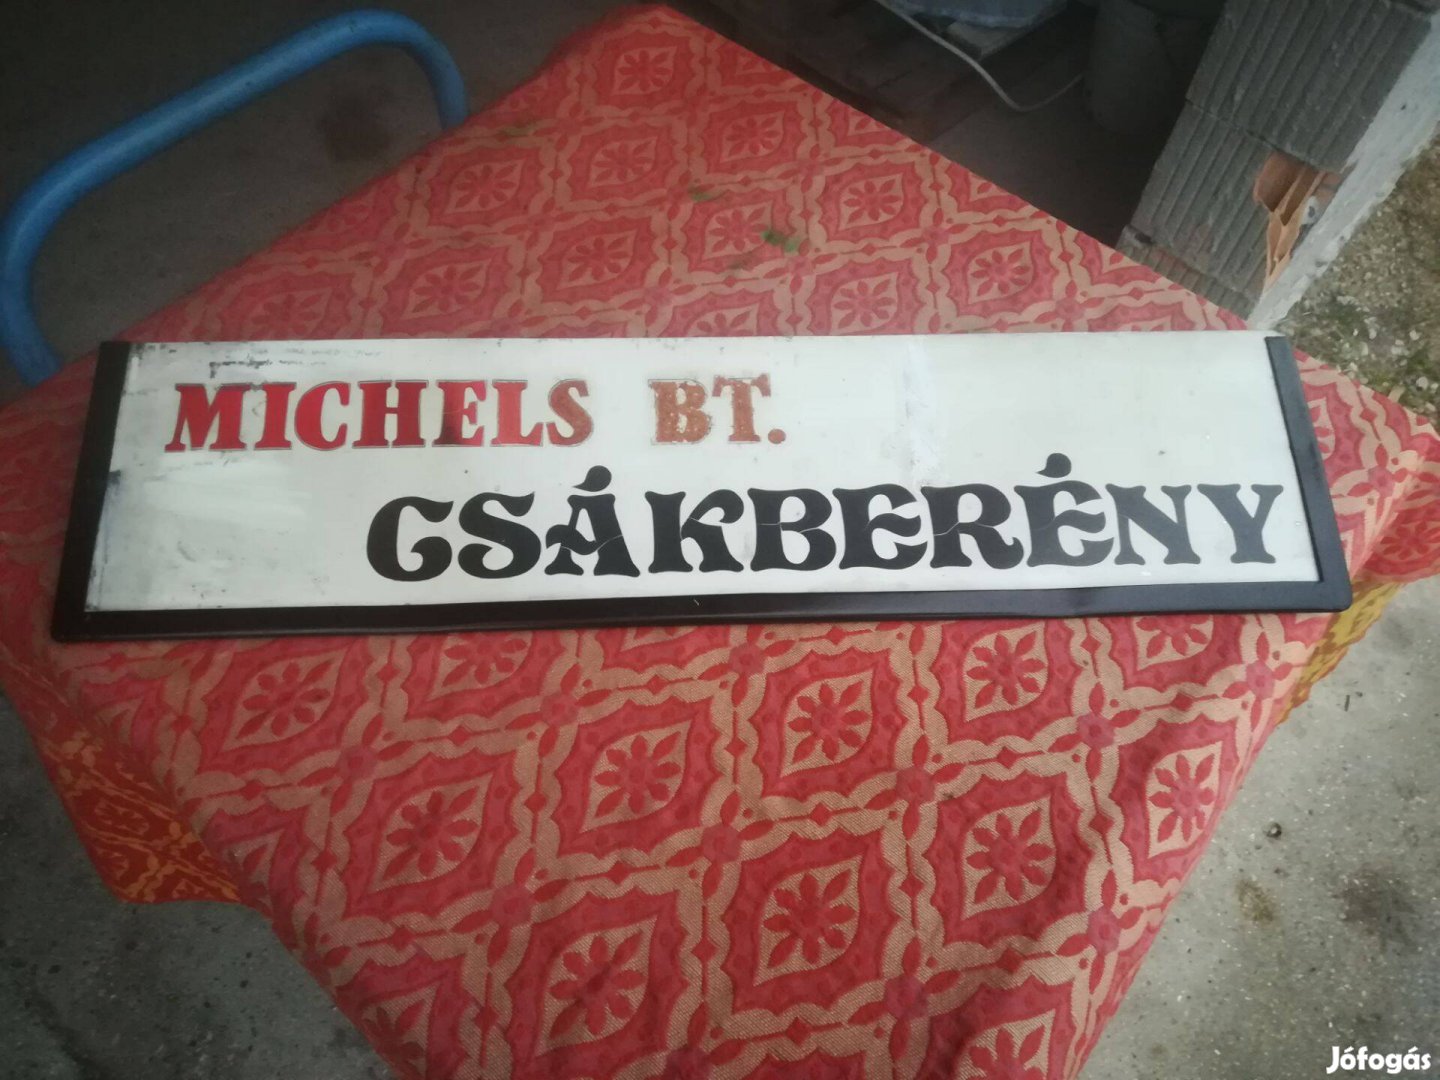 MICHELS BT.
CSÁKBERÉNY
Jófogás